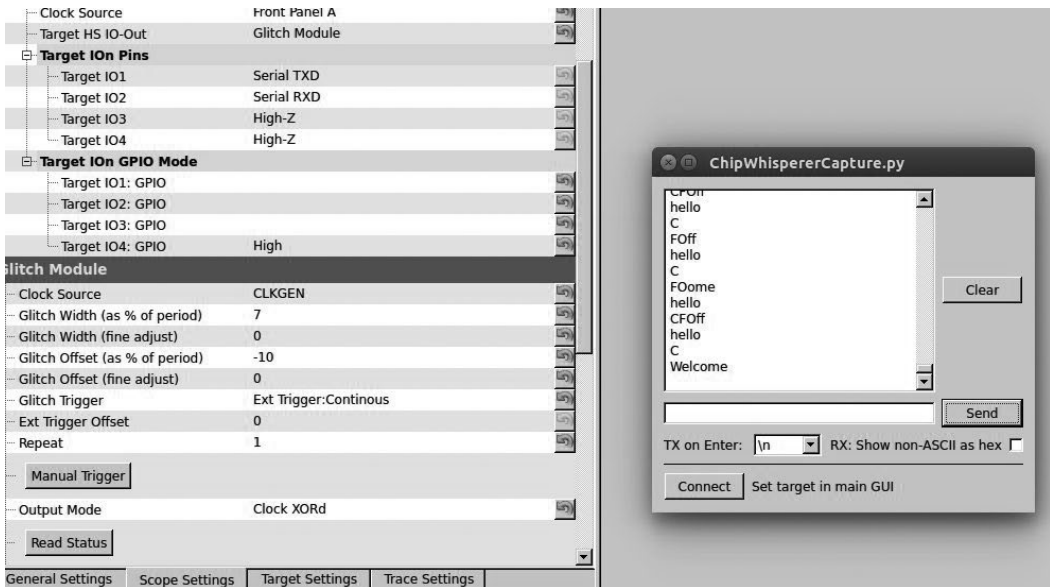 Clock Source Front Panel A
Target HS IO-Out Glitch Module
Target IOn Pins
Target IO1 Serial TXD
Target IO2 Serial RXD
Target IO3 High-Z
Target IO4 High-Z
Target IOn GPIO Mode
Target IO1: GPIO
Target IO2: GPIO
Target IO3: GPIO
Target IO4: GPIO High
Glitch Module
Clock Source CLKGEN
Glitch Width (as % of period) 7
Glitch Width (fine adjust) 0
Glitch Offset (as % of period) -10
Glitch Offset (fine adjust) 0
Glitch Trigger Ext Trigger:Continous
Ext Trigger Offset 0
Repeat 1
Manual Trigger
Output Mode Clock XORd
Read Status
General Settings Scope Settings Target Settings Trace Settings
ChipWhispererCapture.py
CFOff
hello
C
FOff
hello
C
FOome
hello
CFOff
hello
C
Welcome
Clear
Send
TX on Enter: \n RX: Show non-ASCII as hex
Connect Set target in main GUI